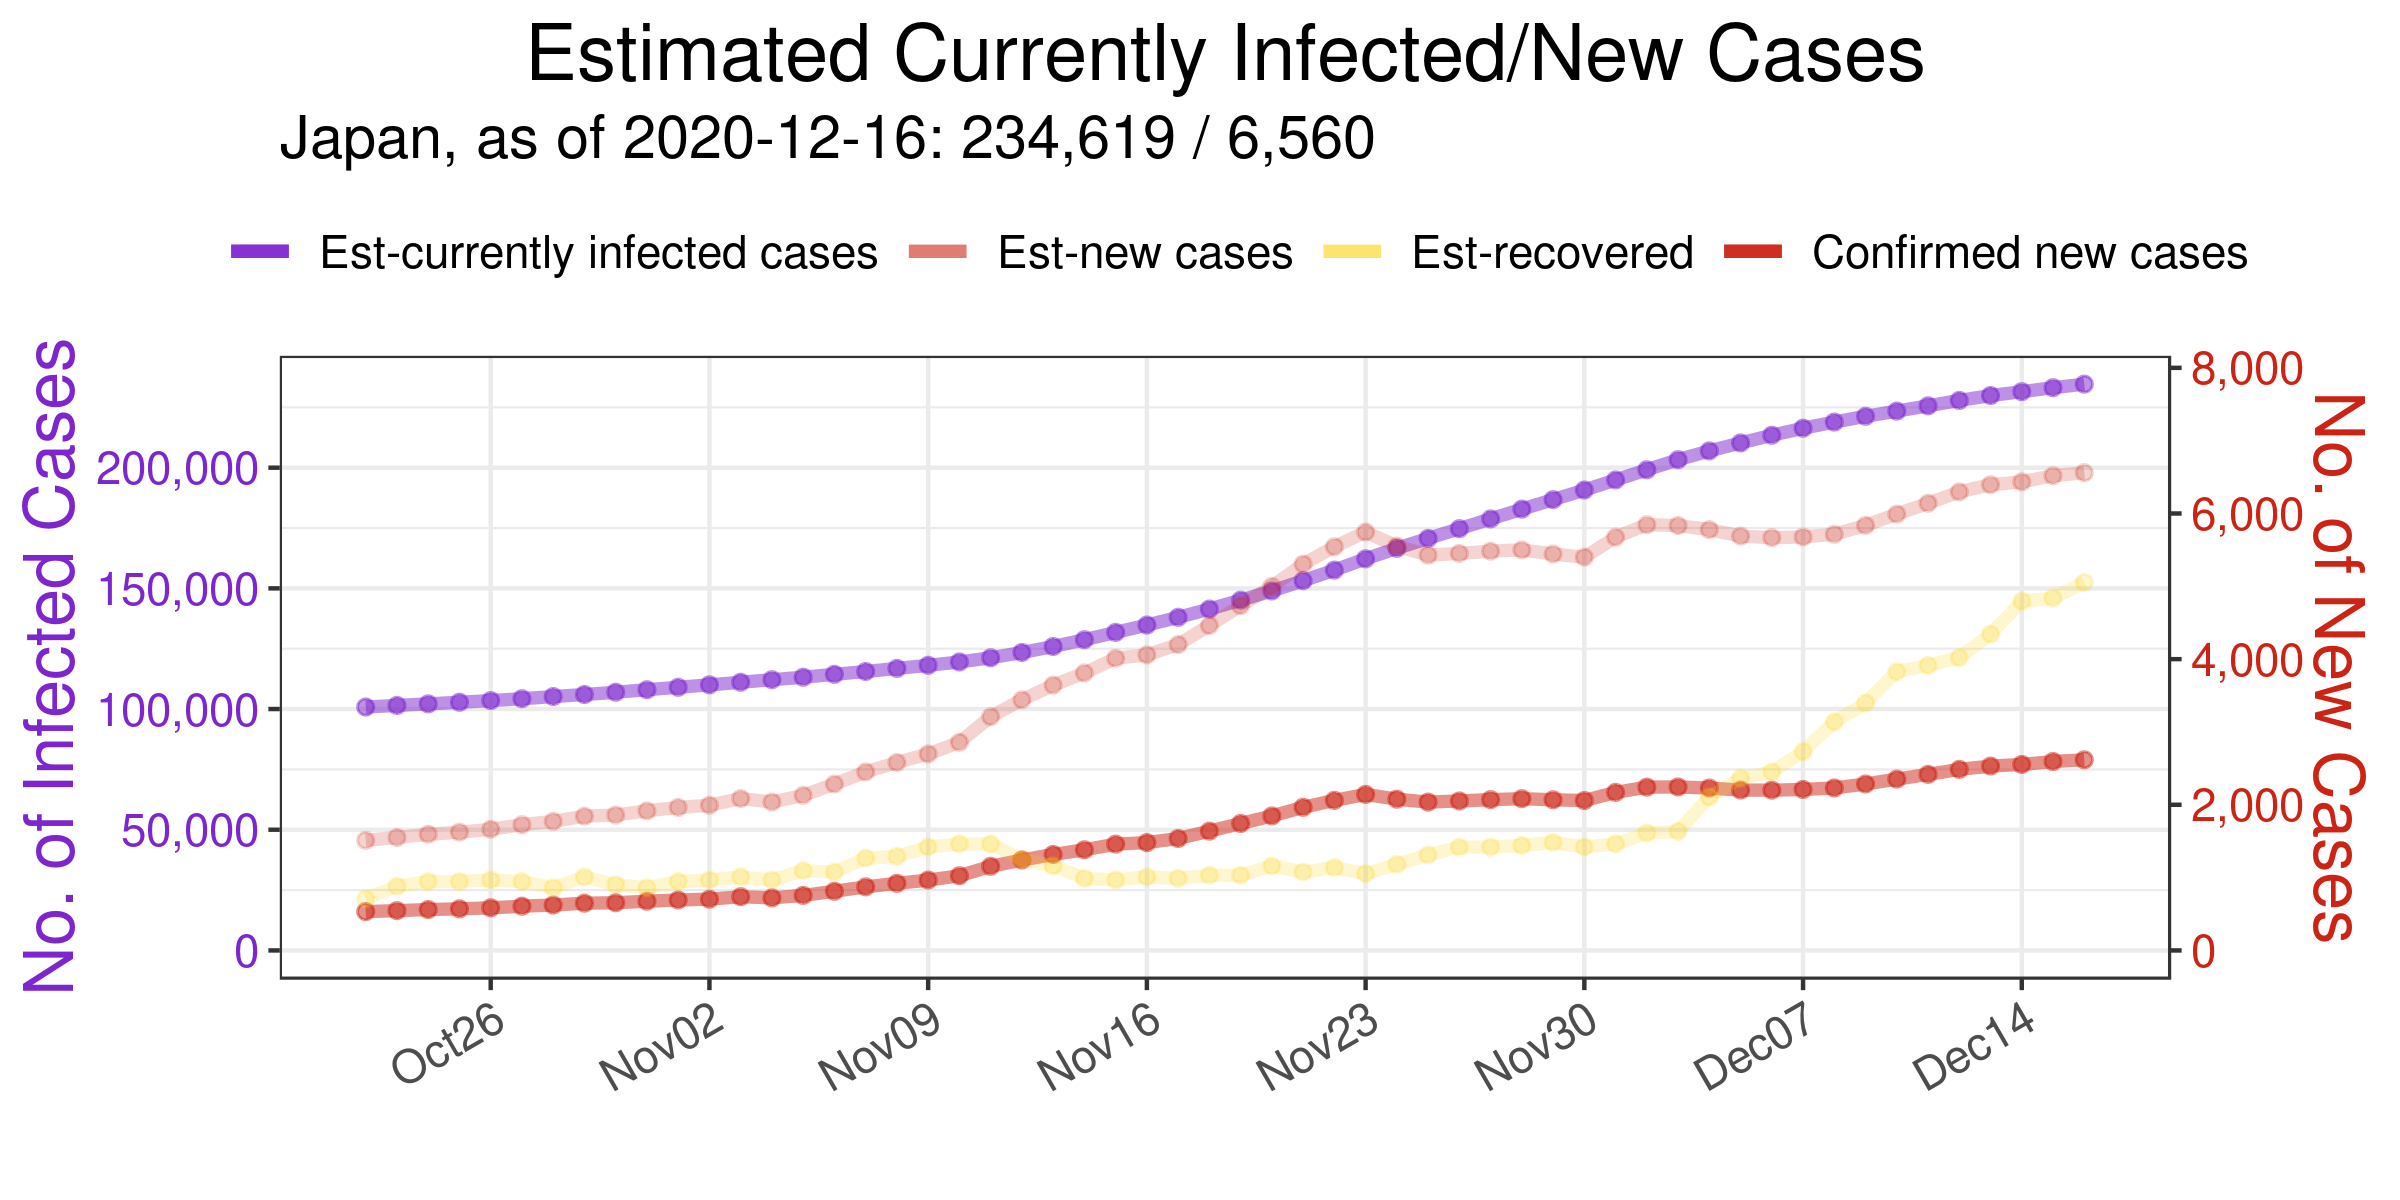 Estimated Currently Infected/New Cases
Japan, as of 2020-12-16: 234,619 / 6,560
Est-currently infected cases Est-new cases Est-recovered Confirmed new cases
No. of Infected Cases
200,000
150,000
100,000
50,000
0
8,000
6,000
4,000
2,000
0
No. of New Cases
Oct26 Nov02 Nov09 Nov16 Nov23 Nov30 Dec07 Dec14